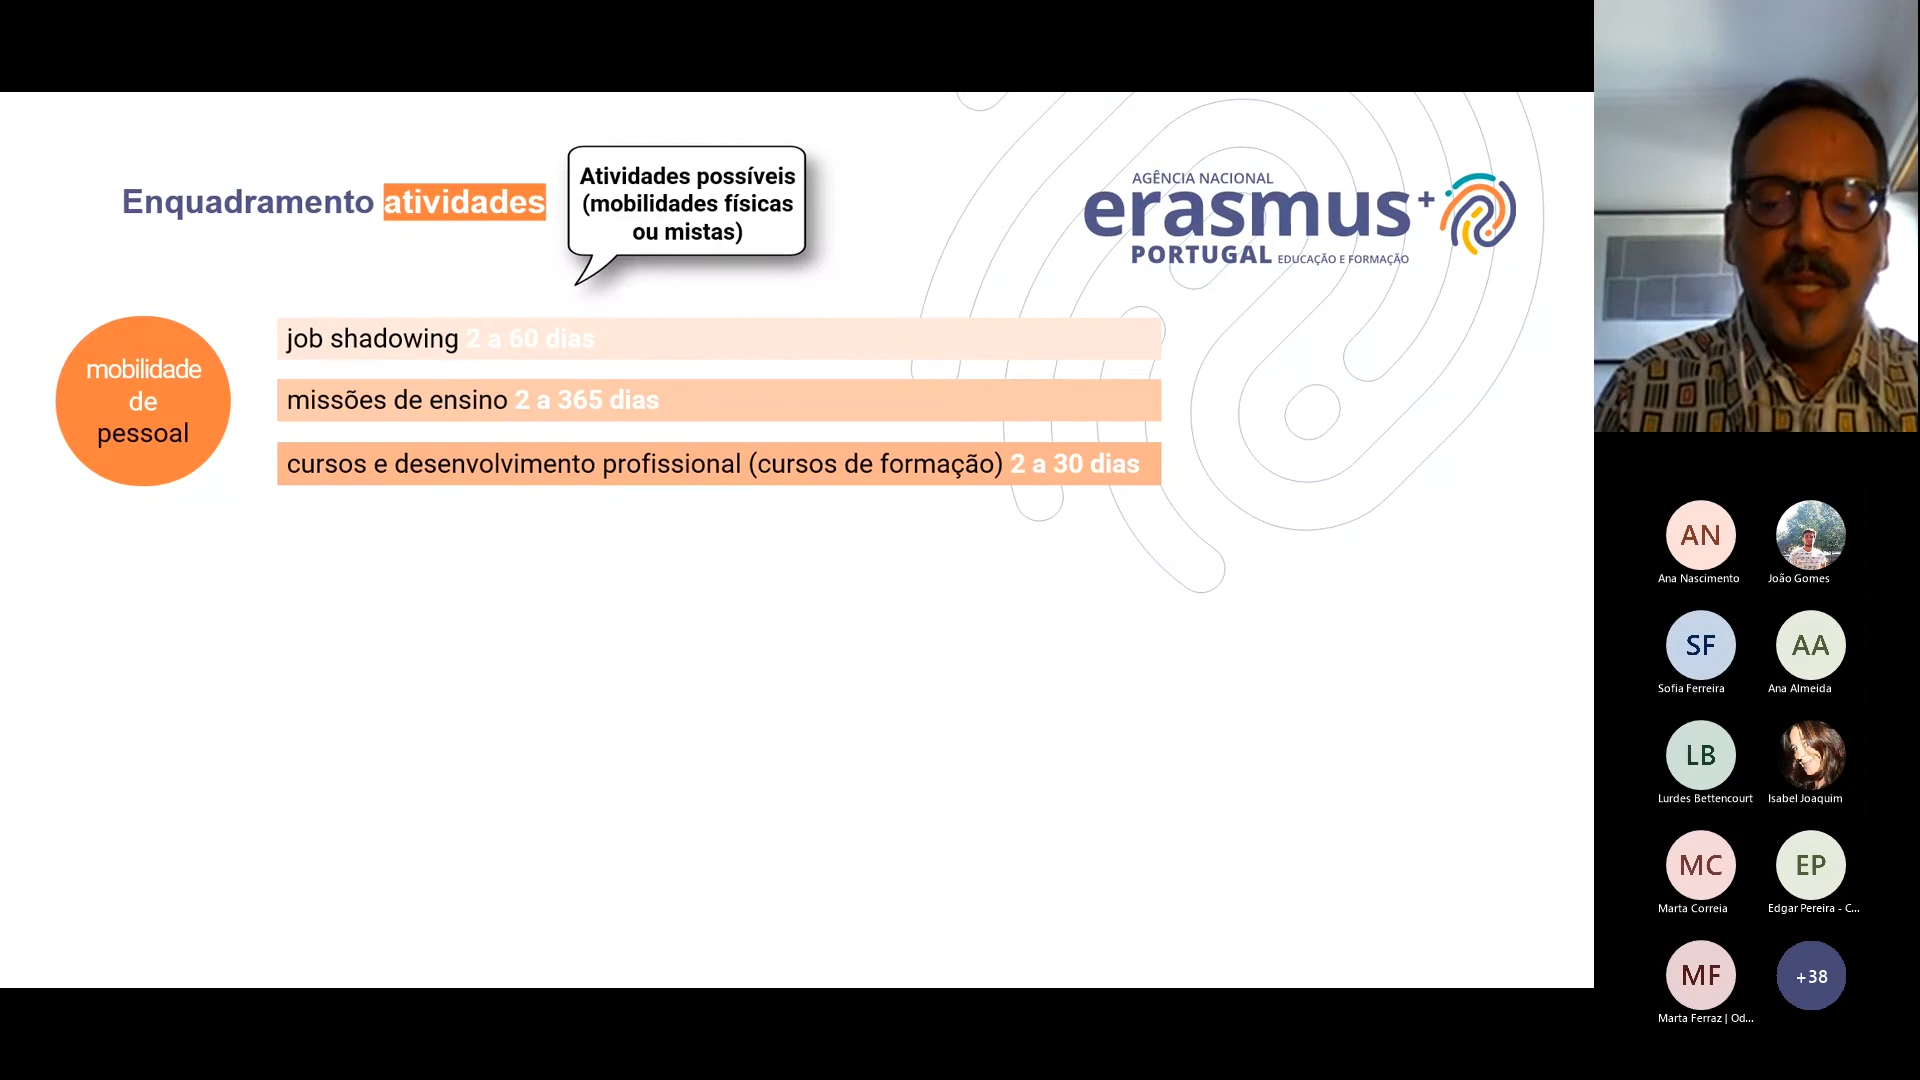 Enquadramento atividades
Atividades possíveis
(mobilidades físicas
ou mistas)
AGÊNCIA NACIONAL
erasmus+
PORTUGAL EDUCAÇÃO E FORMAÇÃO
mobilidade
de
pessoal
job shadowing 2 a 60 dias
missões de ensino 2 a 365 dias
cursos e desenvolvimento profissional (cursos de formação) 2 a 30 dias
AN
Ana Nascimento
João Gomes
SF
Sofia Ferreira
AA
Ana Almeida
LB
Lurdes Bettencourt
Isabel Joaquim
MC
Marta Correia
EP
Edgar Pereira - C...
MF
Marta Ferraz | Od...
+38